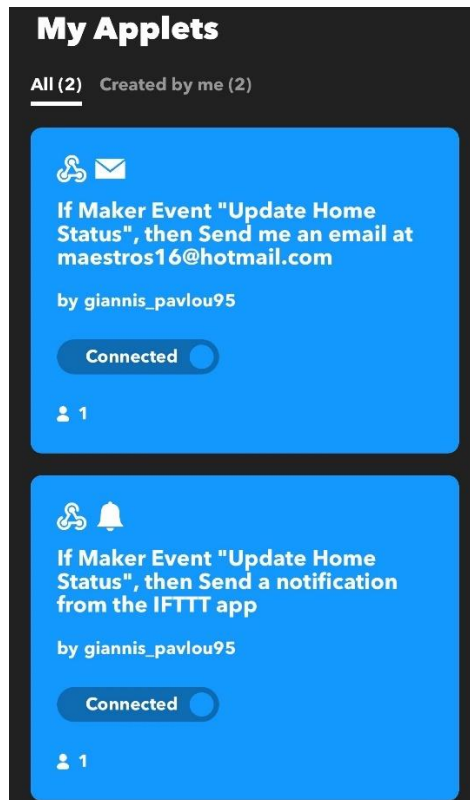 My Applets
All (2) Created by me (2)
If Maker Event "Update Home
Status", then Send me an email at
maestros16@hotmail.com
by giannis_pavlou95
Connected
1
If Maker Event "Update Home
Status", then Send a notification
from the IFTTT app
by giannis_pavlou95
Connected
1